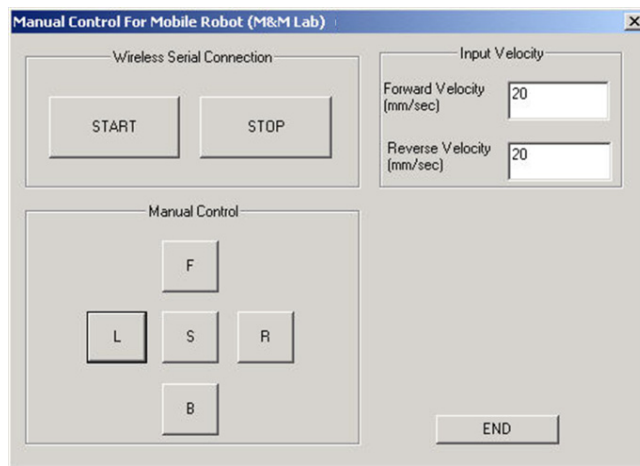 Manual Control For Mobile Robot (M&M Lab)
Wireless Serial Connection
START
STOP
Input Velocity
Forward Velocity
(mm/sec)
20
Reverse Velocity
(mm/sec)
20
Manual Control
F
L
S
R
B
END